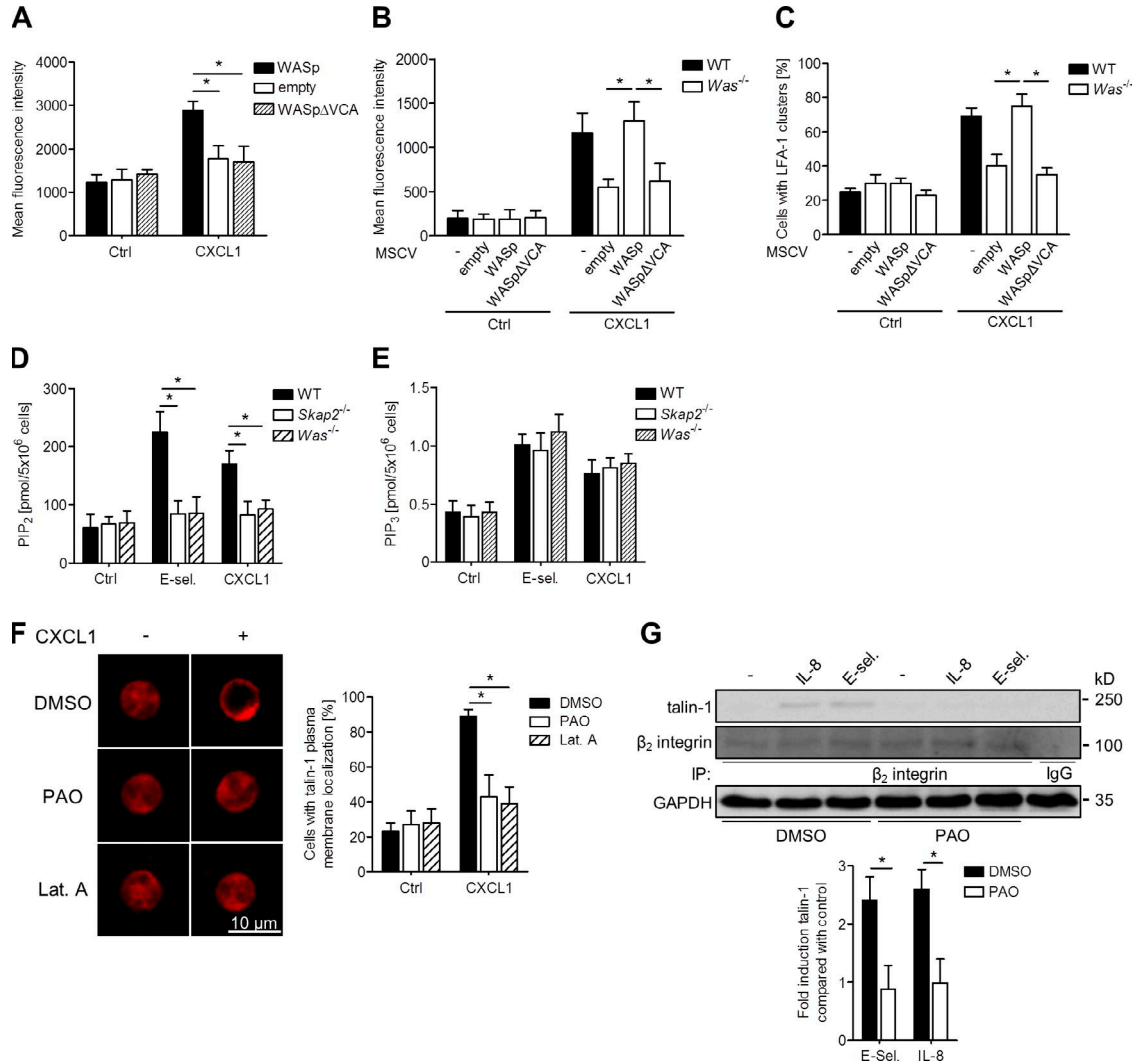 A
Mean fluorescence intensity
4000
3000
2000
1000
0
Ctrl
CXCL1
*
*
WASp
empty
WASpΔVCA
B
Mean fluorescence intensity
2000
1500
1000
500
0
*
*
WT
Was-/-
MSCV
-
empty
WASp
WASpΔVCA
-
empty
WASp
WASpΔVCA
Ctrl
CXCL1
C
Cells with LFA-1 clusters [%]
100
80
60
40
20
0
*
*
WT
Was-/-
MSCV
-
empty
WASp
WASpΔVCA
-
empty
WASp
WASpΔVCA
Ctrl
CXCL1
D
PIP2 [pmol/5x10⁶ cells]
300
200
100
0
*
*
*
*
Ctrl
E-sel.
CXCL1
WT
Skap2-/-
Was-/-
E
PIP3 [pmol/5x10⁶ cells]
1.5
1.0
0.5
0
Ctrl
E-sel.
CXCL1
WT
Skap2-/-
Was-/-
F
CXCL1
-
+
DMSO
PAO
Lat. A
10 µm
Cells with talin-1 plasma
membrane localization [%]
100
80
60
40
20
0
*
*
Ctrl
CXCL1
DMSO
PAO
Lat. A
G
-
IL-8
E-sel.
-
IL-8
E-sel.
kD
talin-1
- 250
β2 integrin
- 100
IP:
β2 integrin
IgG
GAPDH
- 35
DMSO
PAO
Fold induction talin-1
compared with control
3
2
1
0
*
*
E-Sel.
IL-8
DMSO
PAO